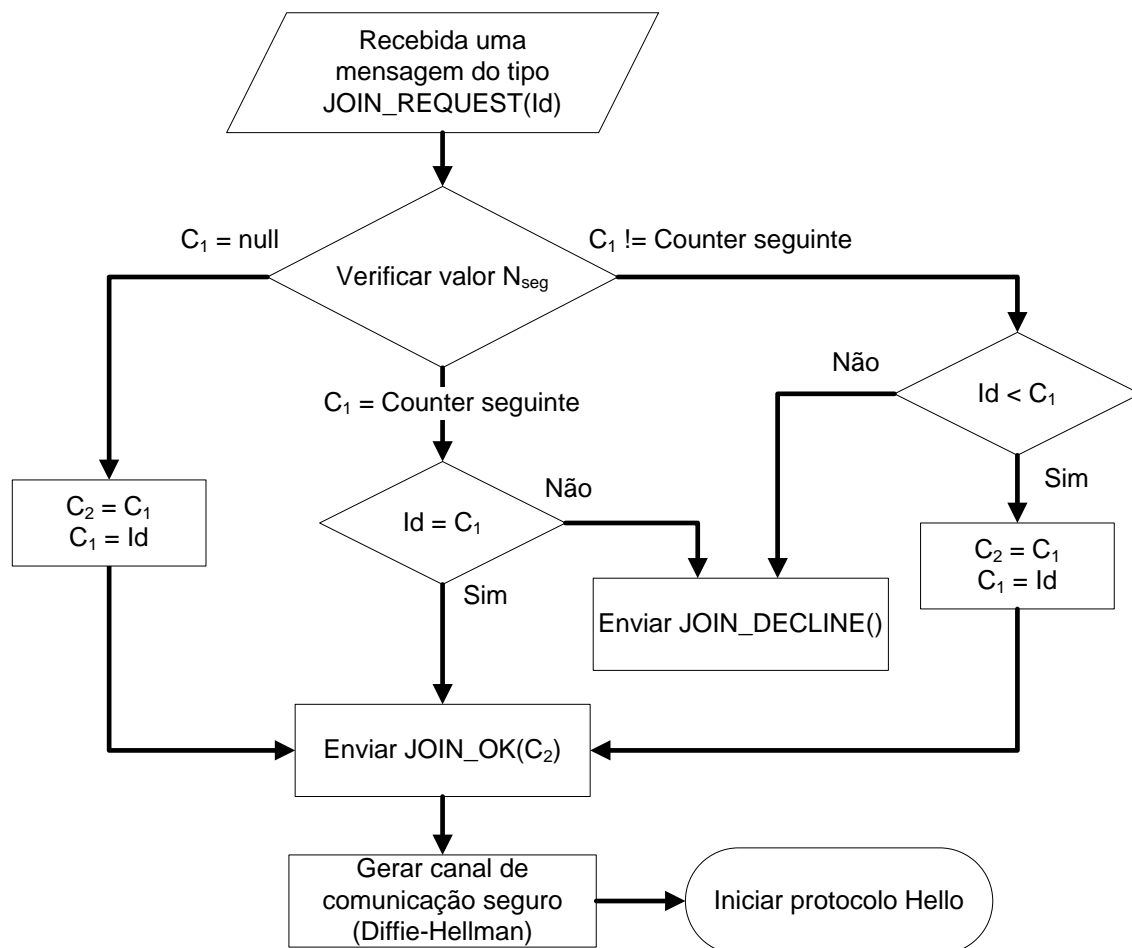 Recebida uma
mensagem do tipo
JOIN_REQUEST(Id)
C₁ = null
C₁ != Counter seguinte
Verificar valor Nseg
Não
Id < C₁
C₁ = Counter seguinte
Sim
C₂ = C₁
C₁ = Id
Não
Id = C₁
C₂ = C₁
C₁ = Id
Sim
Enviar JOIN_DECLINE()
Enviar JOIN_OK(C₂)
Gerar canal de
comunicação seguro
(Diffie-Hellman)
Iniciar protocolo Hello